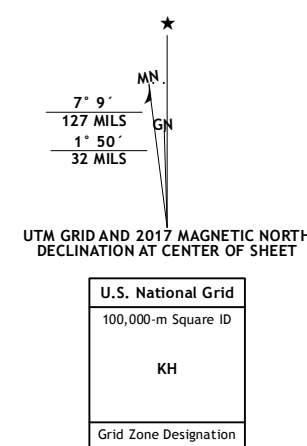 MN
7° 9´
127 MILS
GN
1° 50´
32 MILS
UTM GRID AND 2017 MAGNETIC NORTH
DECLINATION AT CENTER OF SHEET
U.S. National Grid
100,000-m Square ID
KH
Grid Zone Designation